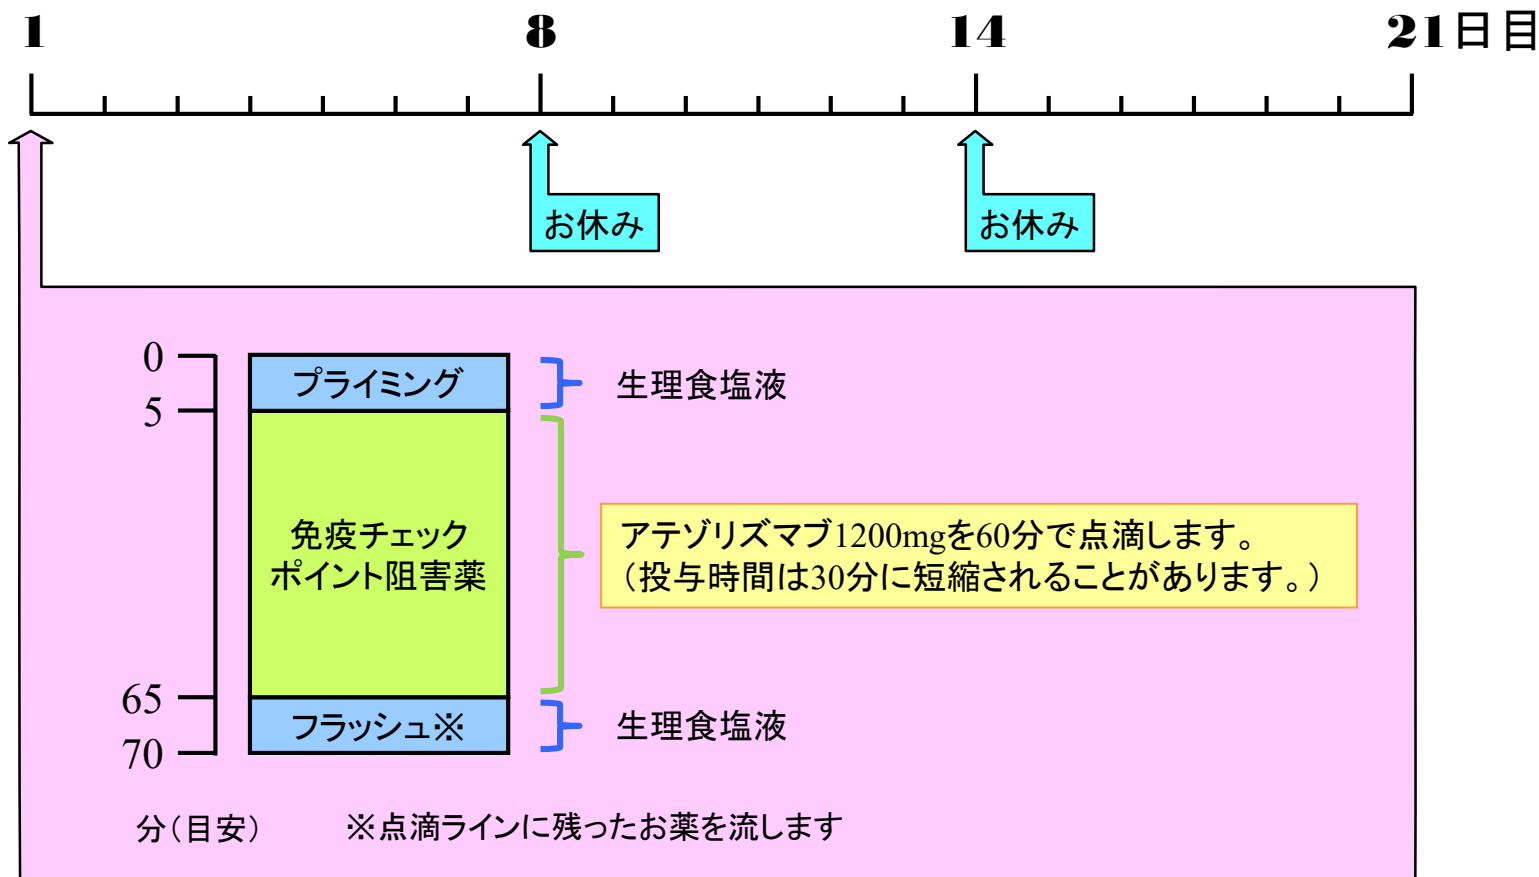 1 8 14 21日目
お休み お休み
0
プライミング 生理食塩液
5
免疫チェック
ポイント阻害薬
アテゾリズマブ1200mgを60分で点滴します。
（投与時間は30分に短縮されることがあります。）
65
フラッシュ※ 生理食塩液
70
分（目安） ※点滴ラインに残ったお薬を流します